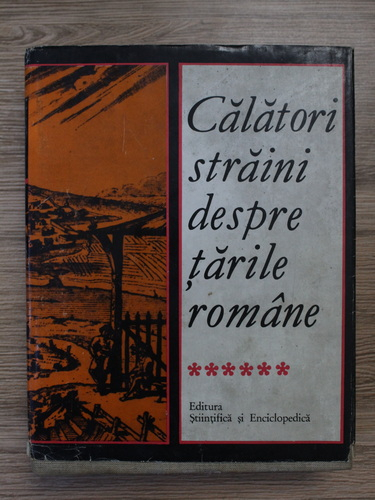 Călători
străini
despre
țările
române
******
Editura
Științifică și Enciclopedică